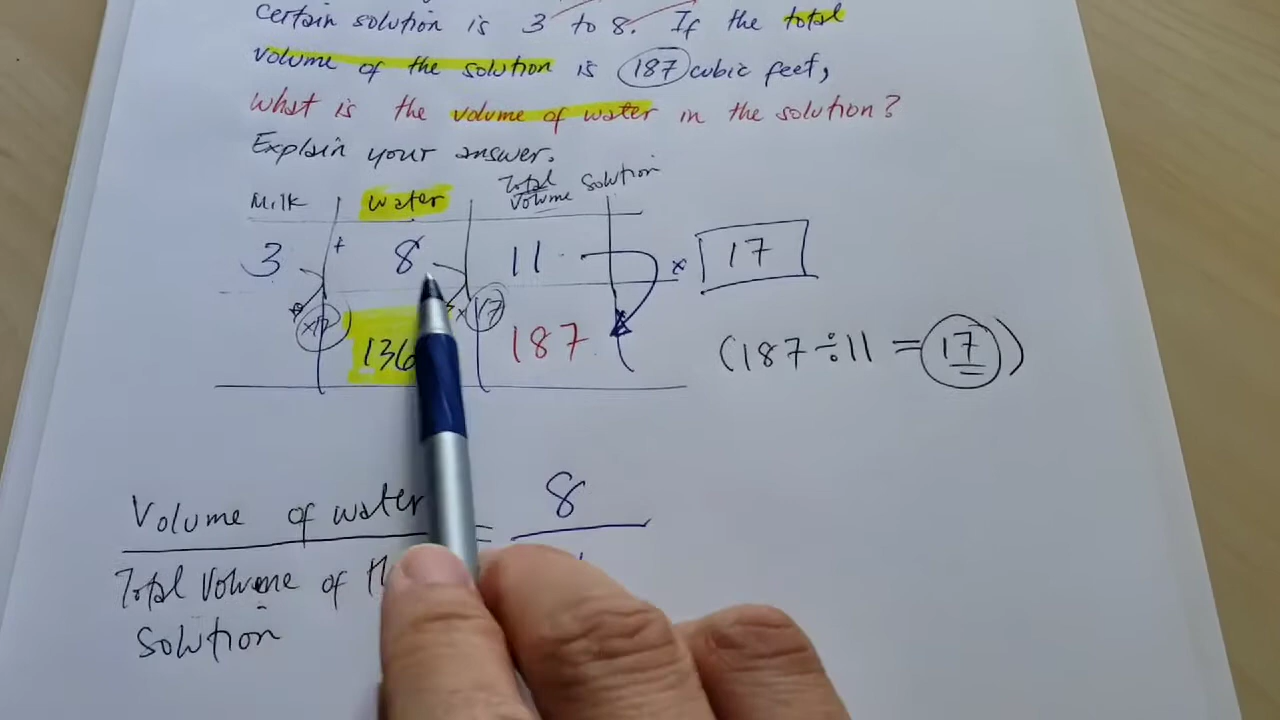 certain solution is 3 to 8. If the total
volume of the solution is 187 cubic feet,
What is the volume of water in the solution?
Explain your answer.
Milk water Total Volume Solution
3 + 8 11 × 17
×17 136 ×17 187 (187÷11 = 17)
Volume of water = 8
Total Volume of the
Solution